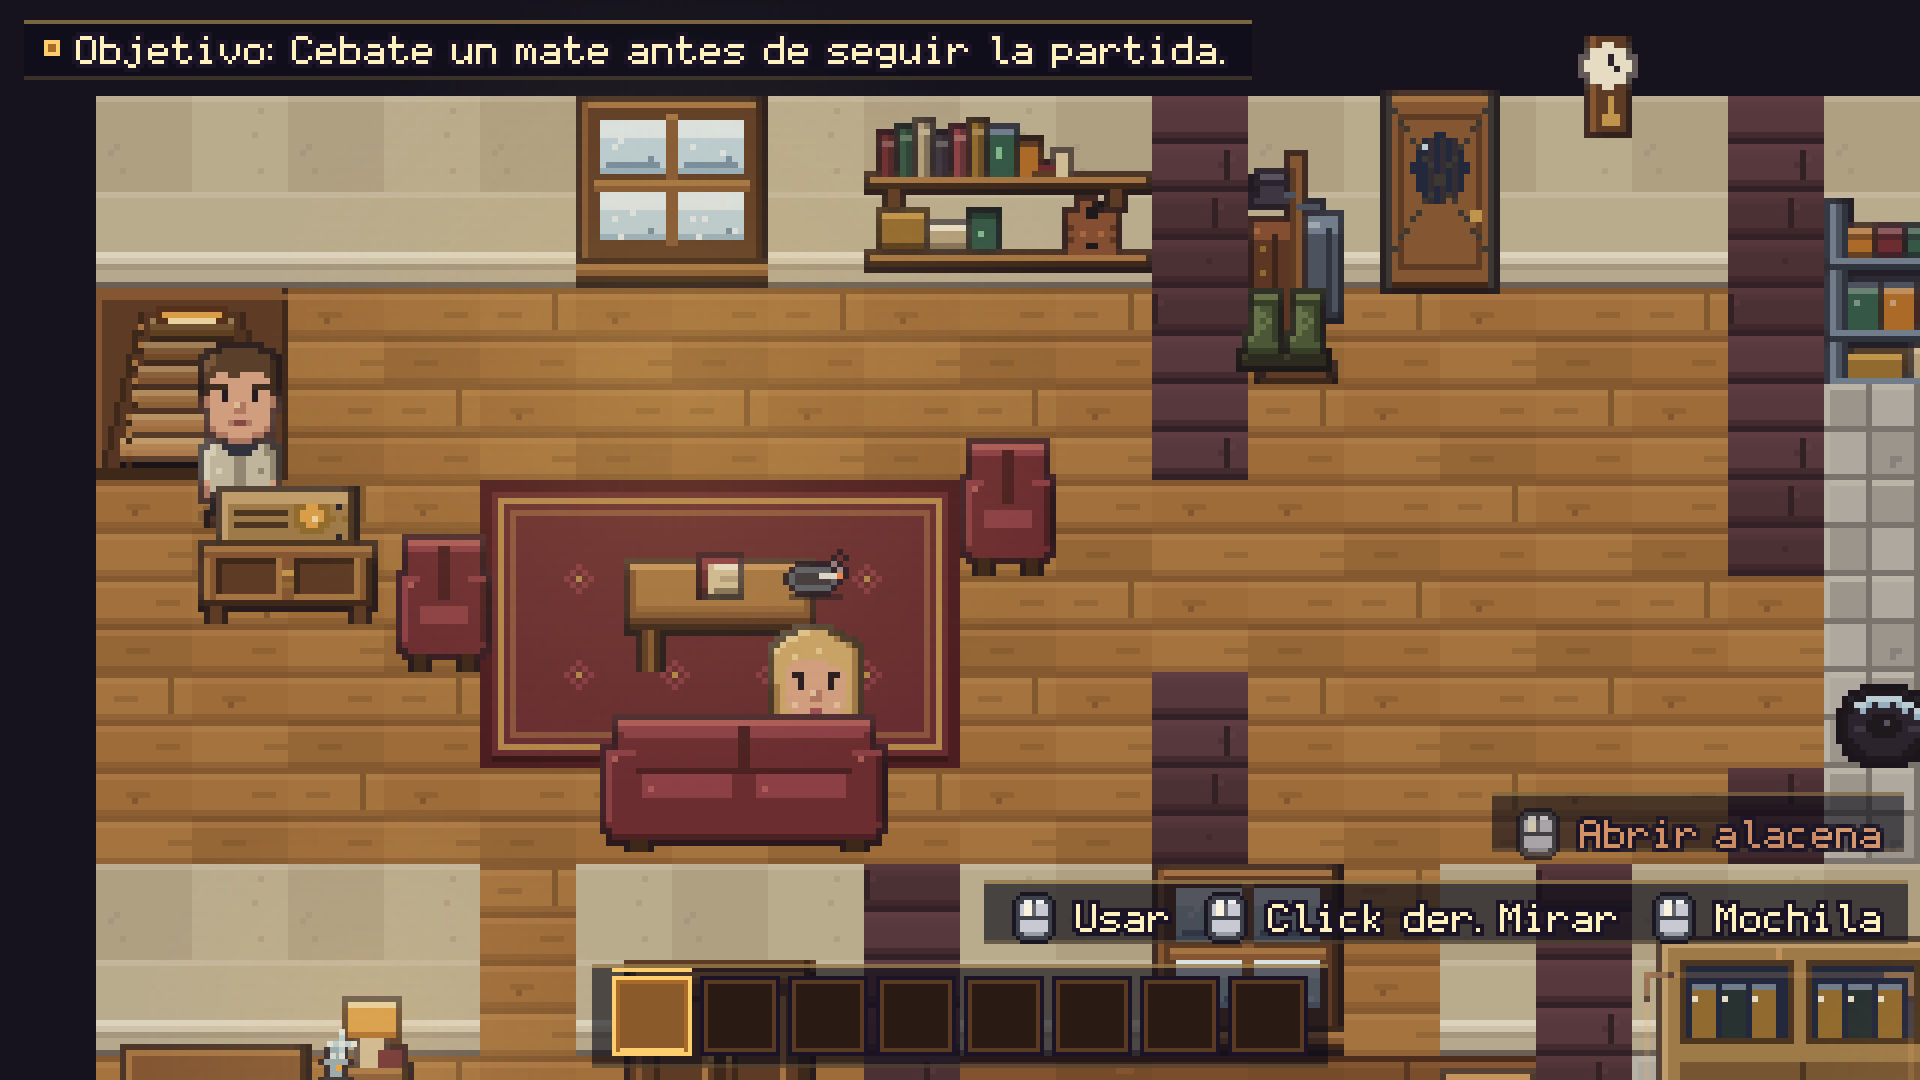 Objetivo: Cebate un mate antes de seguir la partida.
Abrir alacena
Usar Click der. Mirar Mochila